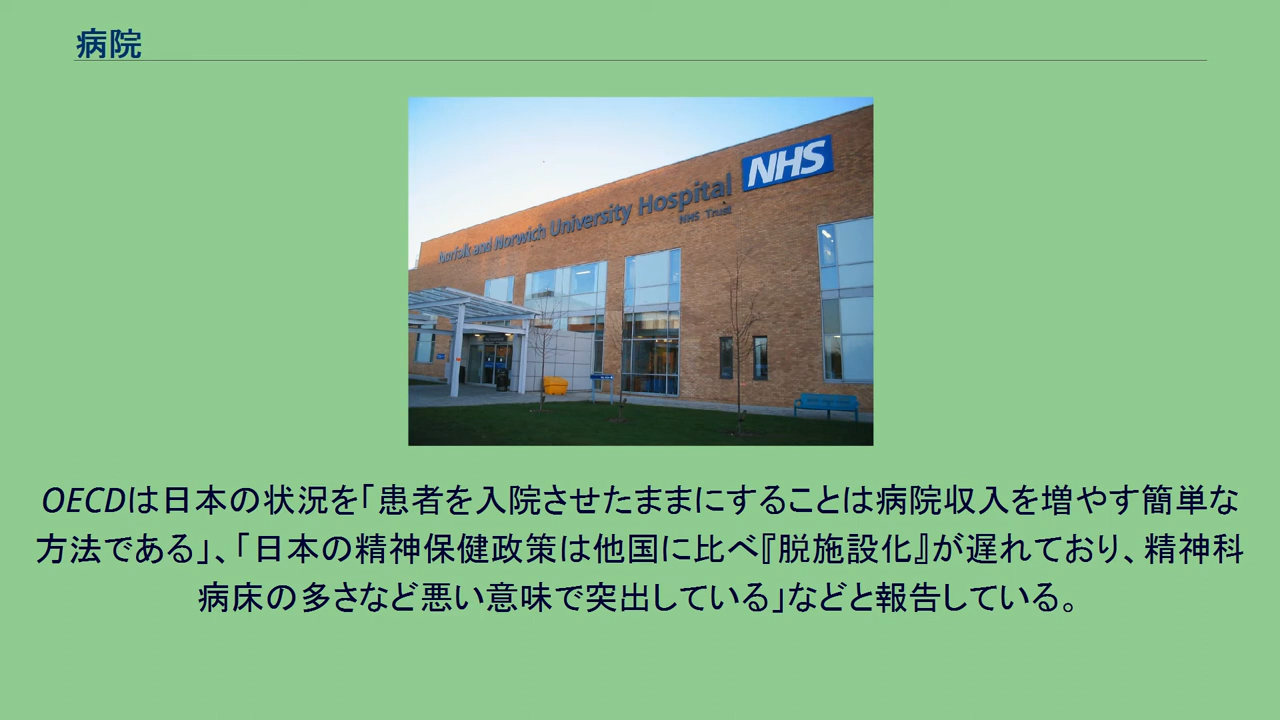 病院
NHS
Norfolk and Norwich University Hospital
NHS Trust
OECDは日本の状況を｢患者を入院させたままにすることは病院収入を増やす簡単な
方法である｣、｢日本の精神保健政策は他国に比べ『脱施設化』が遅れており、精神科
病床の多さなど悪い意味で突出している｣などと報告している。